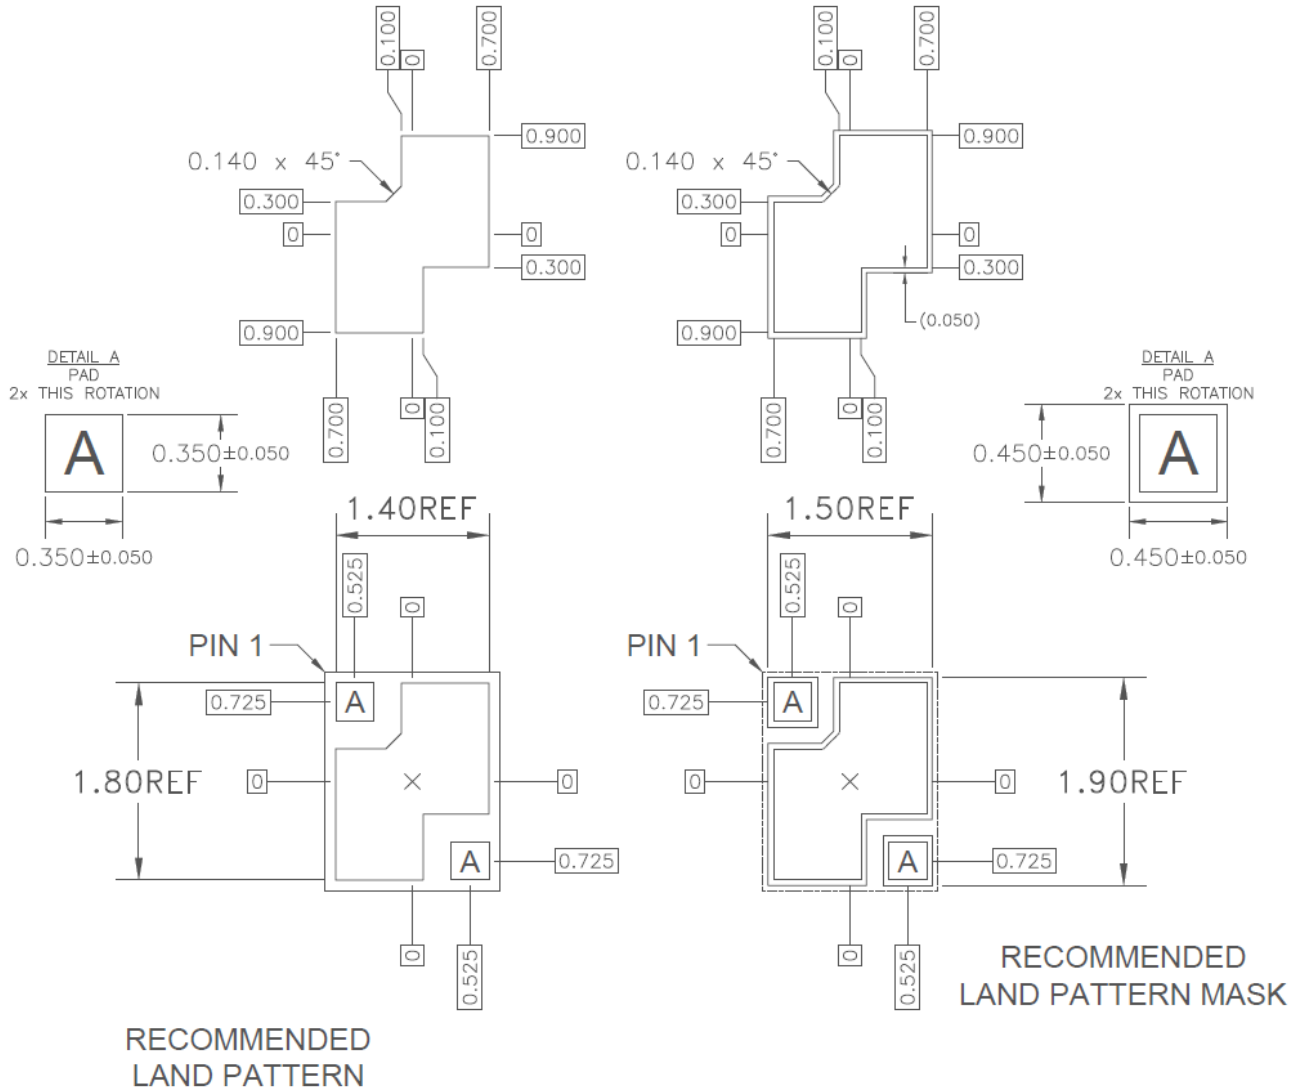 0.100
0
0.700
0.900
0.140 x 45°
0.300
0
0
0.300
0.900
0.700
0
0.100
0.100
0
0.700
0.900
0.140 x 45°
0.300
0
0
0.300
(0.050)
0.900
0.700
0
0.100
DETAIL A
PAD
2x THIS ROTATION
A
0.350±0.050
0.350±0.050
DETAIL A
PAD
2x THIS ROTATION
0.450±0.050
A
0.450±0.050
1.40REF
0.525
0
PIN 1
A
0.725
1.80REF
0
0
A
0.725
0
0.525
RECOMMENDED
LAND PATTERN
1.50REF
0.525
0
PIN 1
A
0.725
0
0
1.90REF
A
0.725
0
0.525
RECOMMENDED
LAND PATTERN MASK